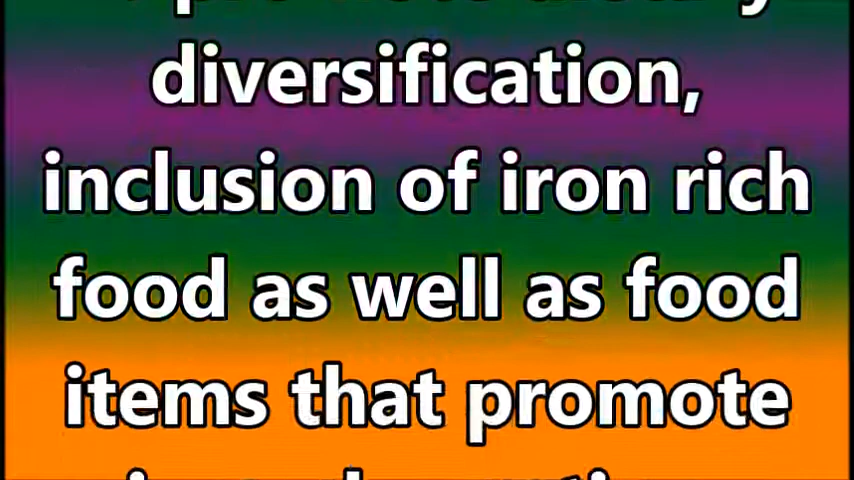 diversification,
inclusion of iron rich
food as well as food
items that promote